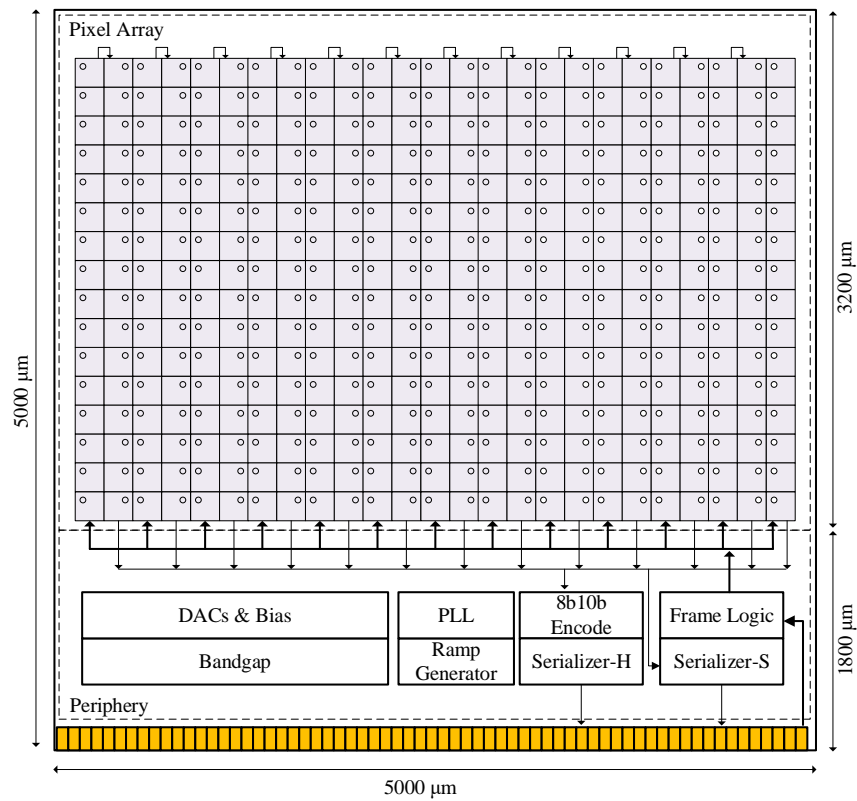 Pixel Array
5000 μm
3200 μm
DACs & Bias
Bandgap
PLL
Ramp
Generator
8b10b
Encode
Serializer-H
Frame Logic
Serializer-S
1800 μm
Periphery
5000 μm